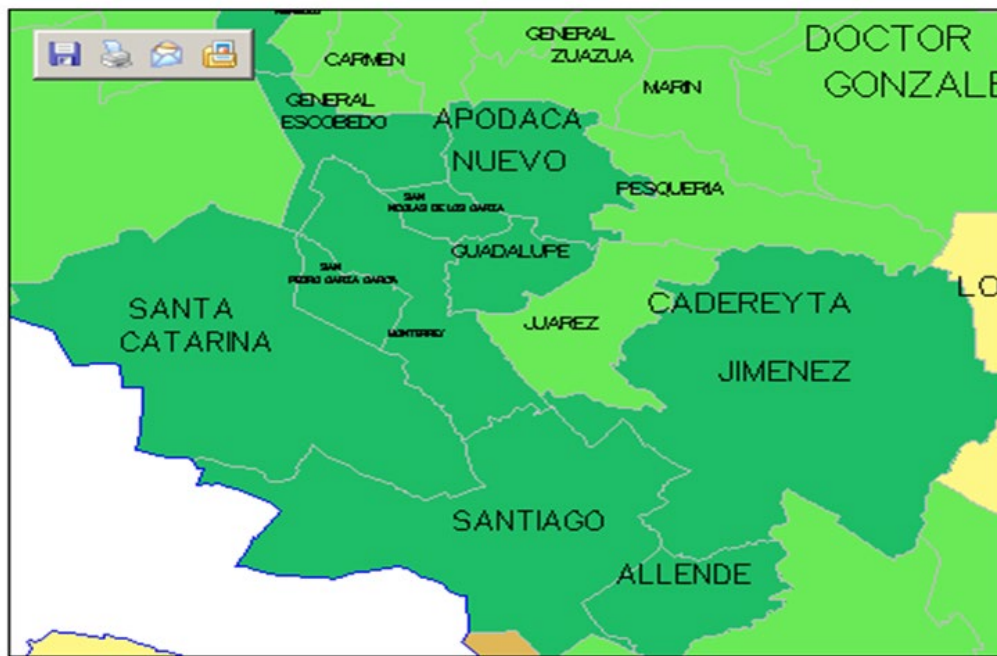 DOCTOR
GONZALE
GENERAL
ZUAZUA
CARMEN
MARIN
GENERAL
ESCOBEDO
APODACA
NUEVO
PESQUERIA
SAN
NICOLAS DE LOS GARZA
GUADALUPE
SAN
PEDRO GARZA GARCIA
SANTA
CATARINA
MONTERREY
JUAREZ
CADEREYTA
JIMENEZ
LO
SANTIAGO
ALLENDE